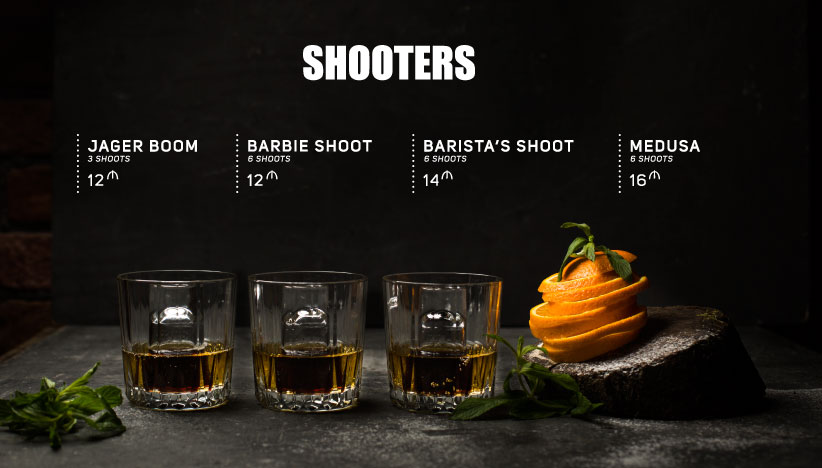 SHOOTERS
JAGER BOOM
3 SHOOTS
12 ₼
BARBIE SHOOT
6 SHOOTS
12 ₼
BARISTA'S SHOOT
6 SHOOTS
14 ₼
MEDUSA
6 SHOOTS
16 ₼